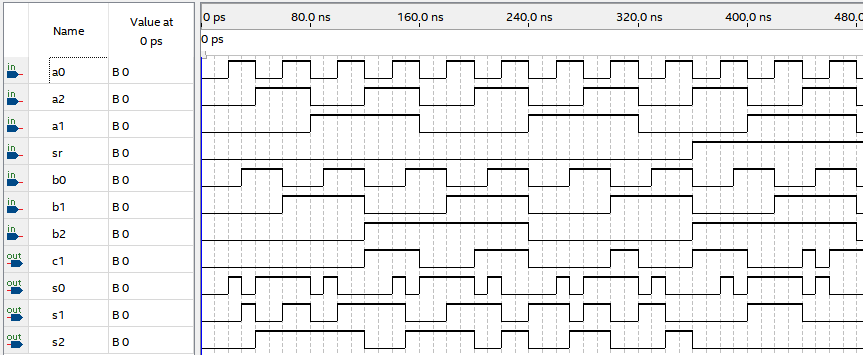 Name
Value at
0 ps
0 ps 80.0 ns 160.0 ns 240.0 ns 320.0 ns 400.0 ns 480.0
0 ps
in a0 B 0
in a2 B 0
in a1 B 0
in sr B 0
in b0 B 0
in b1 B 0
in b2 B 0
out c1 B 0
out s0 B 0
out s1 B 0
out s2 B 0